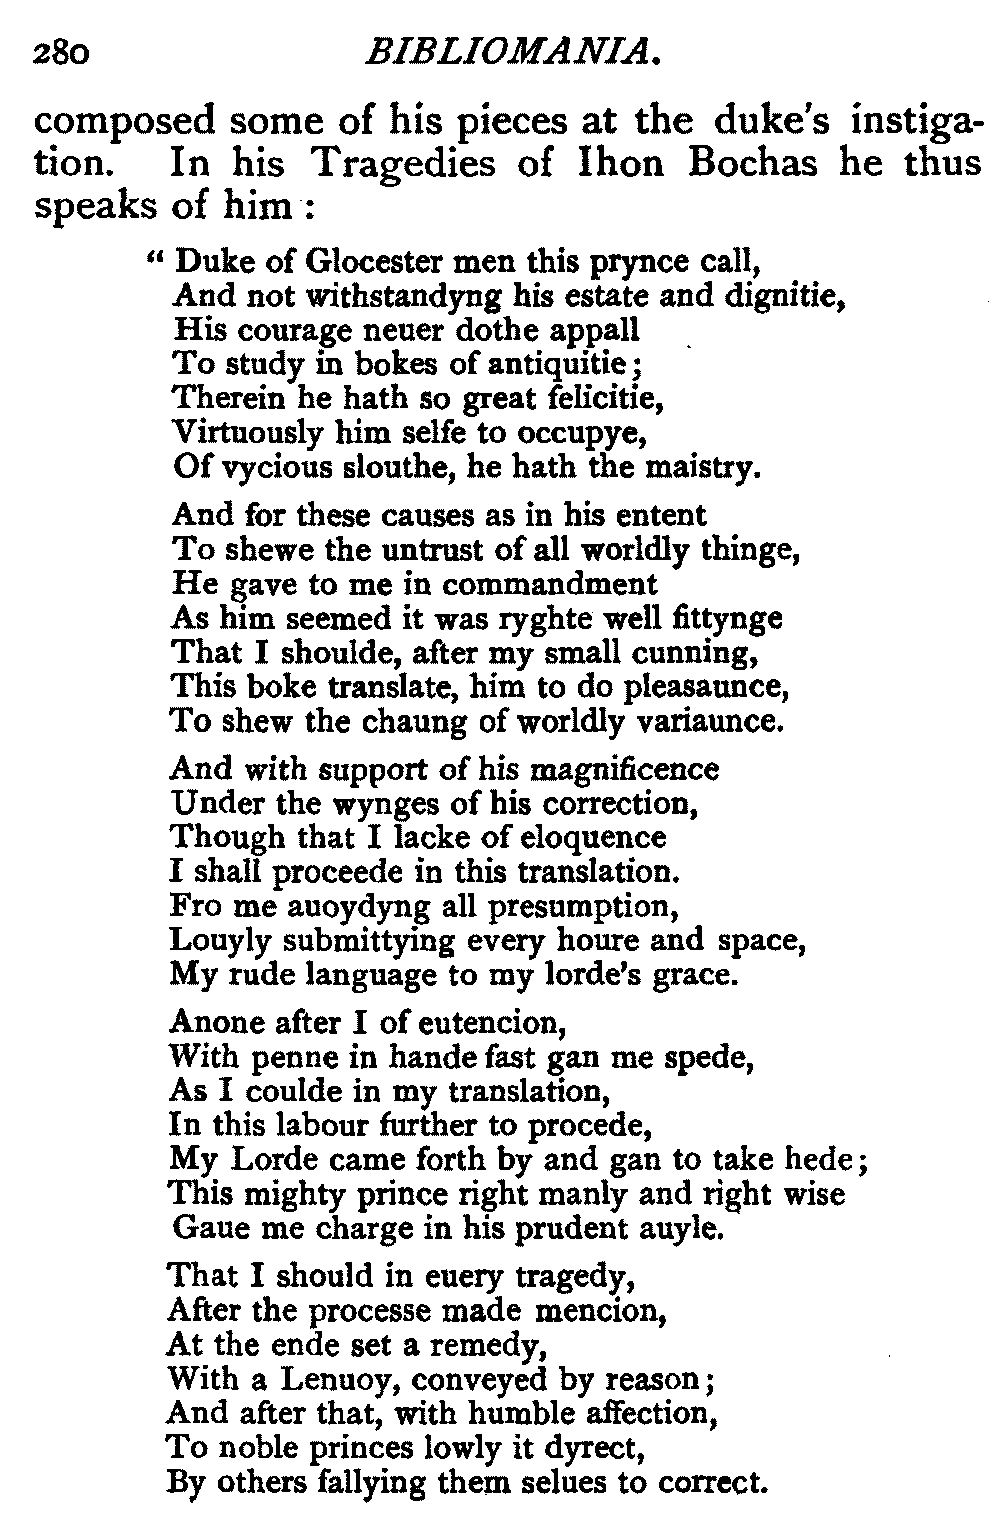 280 BIBLIOMANIA.
composed some of his pieces at the duke's instiga-
tion. In his Tragedies of Ihon Bochas he thus
speaks of him :
“ Duke of Glocester men this prynce call,
And not withstandyng his estate and dignitie,
His courage neuer dothe appall
To study in bokes of antiquitie ;
Therein he hath so great felicitie,
Virtuously him selfe to occupye,
Of vycious slouthe, he hath the maistry.
And for these causes as in his entent
To shewe the untrust of all worldly thinge,
He gave to me in commandment
As him seemed it was ryghte well fittynge
That I shoulde, after my small cunning,
This boke translate, him to do pleasaunce,
To shew the chaung of worldly variaunce.
And with support of his magnificence
Under the wynges of his correction,
Though that I lacke of eloquence
I shall proceede in this translation.
Fro me auoydyng all presumption,
Louyly submittying every houre and space,
My rude language to my lorde's grace.
Anone after I of eutencion,
With penne in hande fast gan me spede,
As I coulde in my translation,
In this labour further to procede,
My Lorde came forth by and gan to take hede ;
This mighty prince right manly and right wise
Gaue me charge in his prudent auyle.
That I should in euery tragedy,
After the processe made mencion,
At the ende set a remedy,
With a Lenuoy, conveyed by reason ;
And after that, with humble affection,
To noble princes lowly it dyrect,
By others fallying them selues to correct.